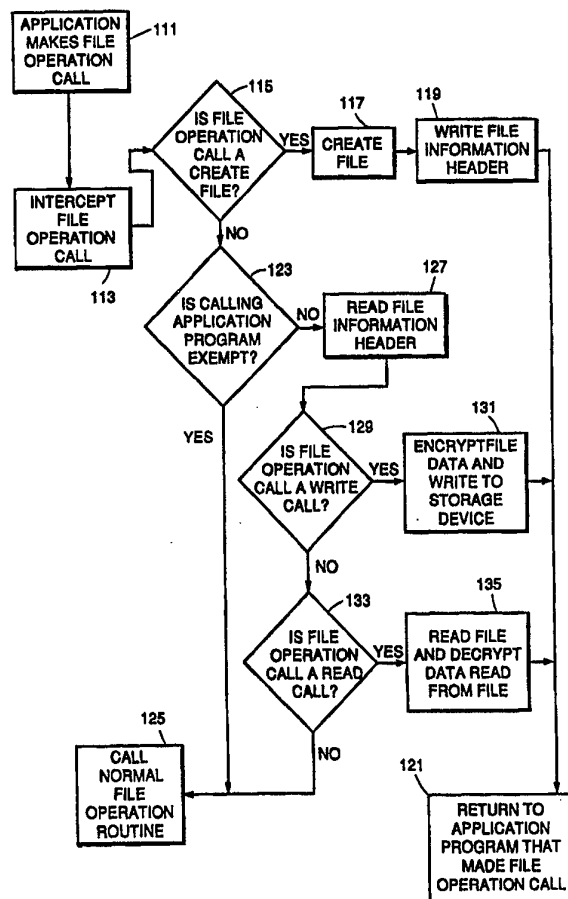 APPLICATION
MAKES FILE
OPERATION
CALL
111
INTERCEPT
FILE
OPERATION
CALL
113
115
IS FILE
OPERATION
CALL A
CREATE
FILE?
YES
117
CREATE
FILE
119
WRITE FILE
INFORMATION
HEADER
NO
123
IS CALLING
APPLICATION
PROGRAM
EXEMPT?
NO
127
READ FILE
INFORMATION
HEADER
YES
129
IS FILE
OPERATION
CALL A WRITE
CALL?
YES
131
ENCRYPTFILE
DATA AND
WRITE TO
STORAGE
DEVICE
NO
133
IS FILE
OPERATION
CALL A READ
CALL?
YES
135
READ FILE
AND DECRYPT
DATA READ
FROM FILE
NO
125
CALL
NORMAL
FILE
OPERATION
ROUTINE
121
RETURN TO
APPLICATION
PROGRAM THAT
MADE FILE
OPERATION CALL